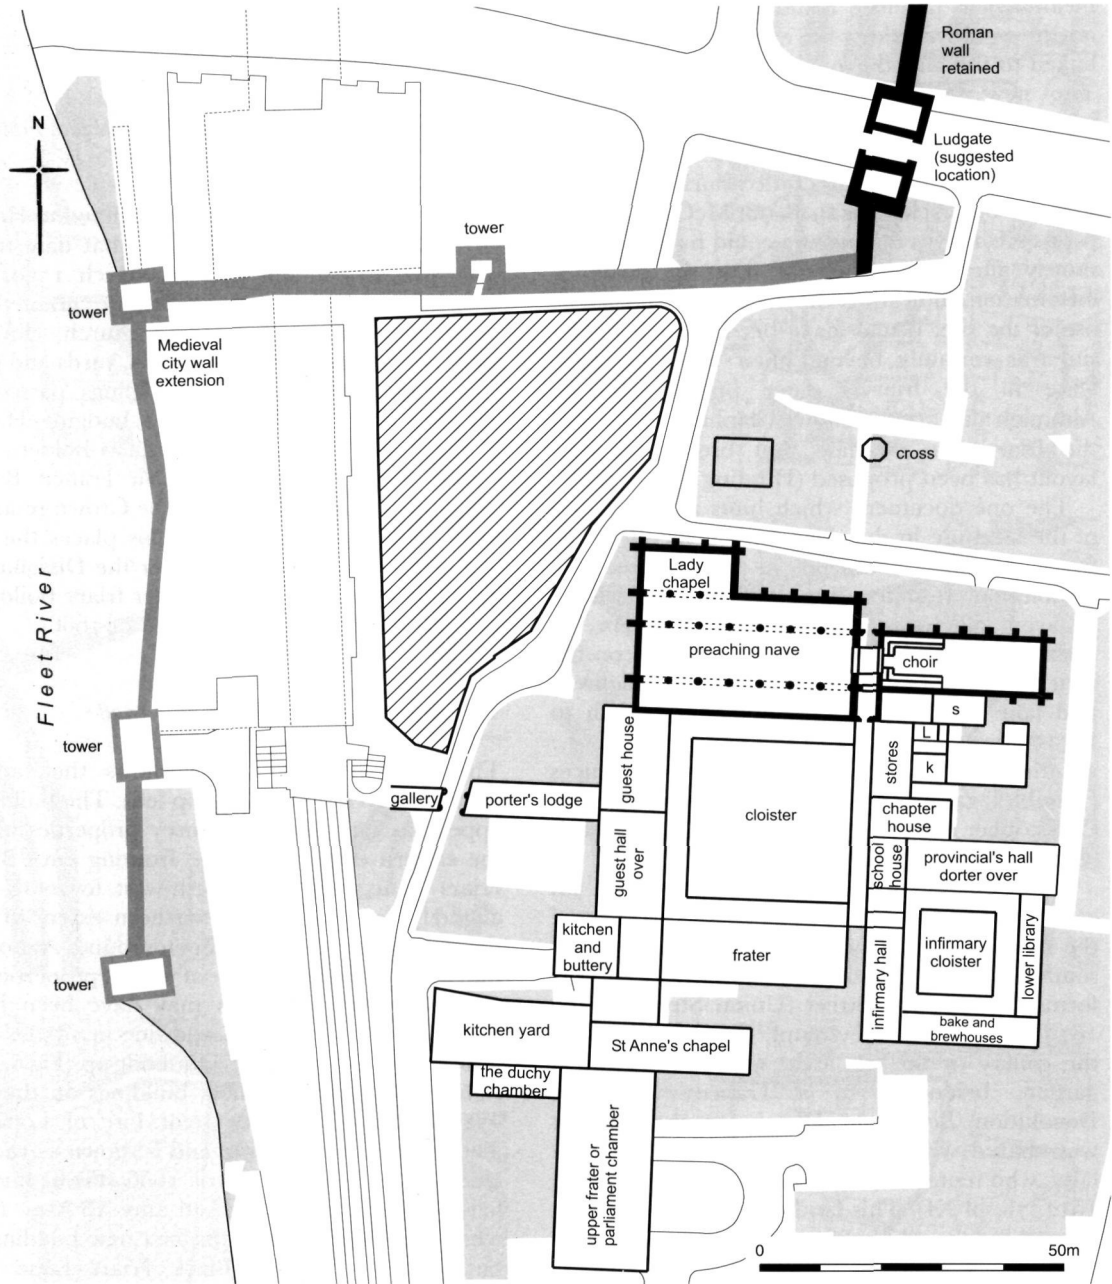 Roman
wall
retained
N
Ludgate
(suggested
location)
tower
tower
Medieval
city wall
extension
cross
Lady
chapel
preaching nave
choir
Fleet River
s
L
k
stores
guest house
tower
gallery
porter's lodge
cloister
chapter
house
guest hall
over
school
house
provincial's hall
dorter over
kitchen
and
buttery
frater
infirmary hall
infirmary
cloister
lower library
tower
kitchen yard
St Anne's chapel
bake and
brewhouses
the duchy
chamber
upper frater or
parliament chamber
0
50m